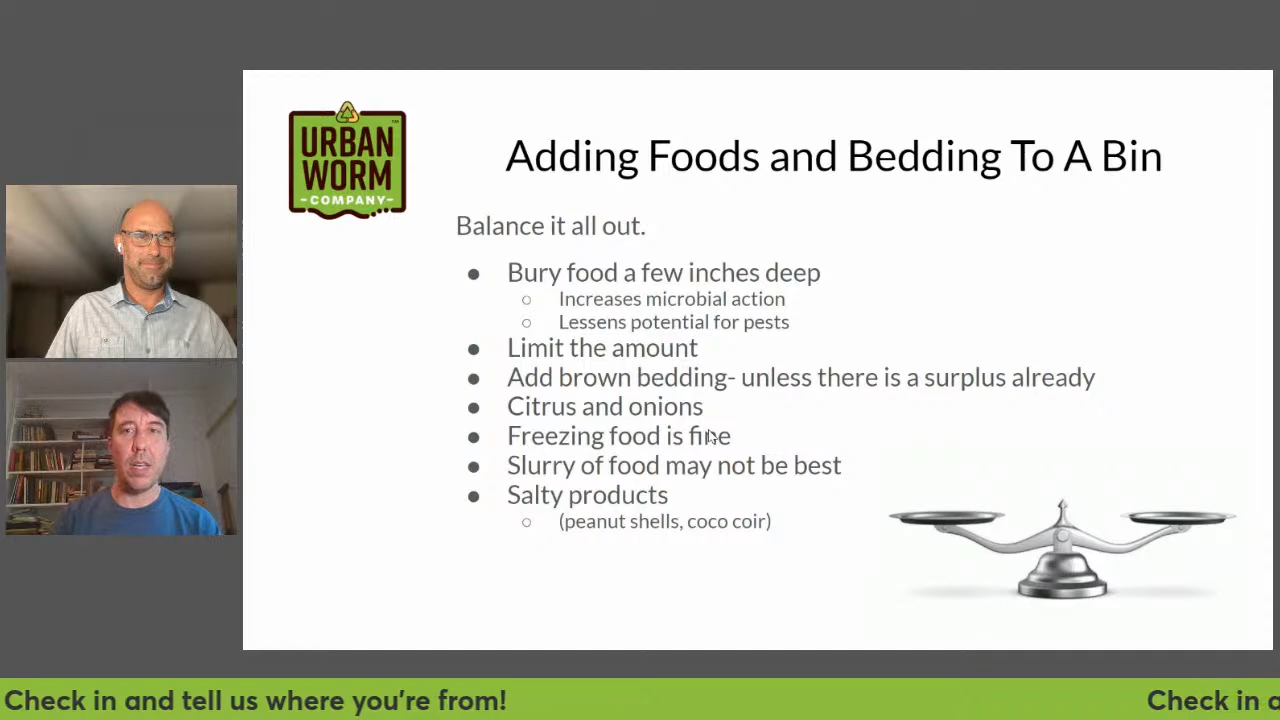 URBAN
WORM
-COMPANY-
™
Adding Foods and Bedding To A Bin
Balance it all out.
● Bury food a few inches deep
○ Increases microbial action
○ Lessens potential for pests
● Limit the amount
● Add brown bedding- unless there is a surplus already
● Citrus and onions
● Freezing food is fine
● Slurry of food may not be best
● Salty products
○ (peanut shells, coco coir)
Check in and tell us where you're from!
Check in a